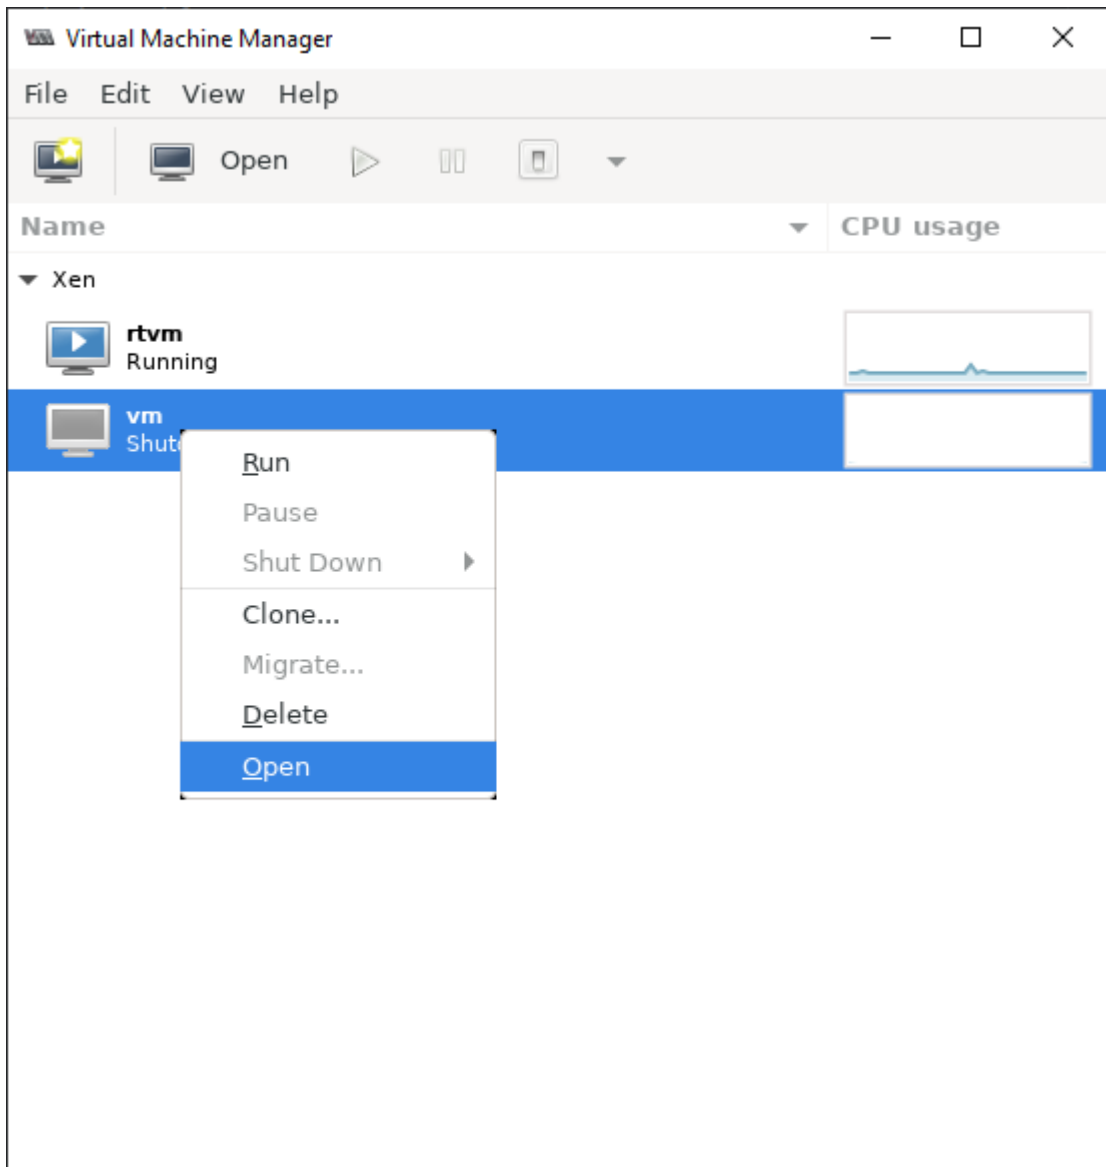 Virtual Machine Manager
File Edit View Help
Open
Name CPU usage
Xen
rtvm
Running
vm
Run
Pause
Shut Down
Clone...
Migrate...
Delete
Open